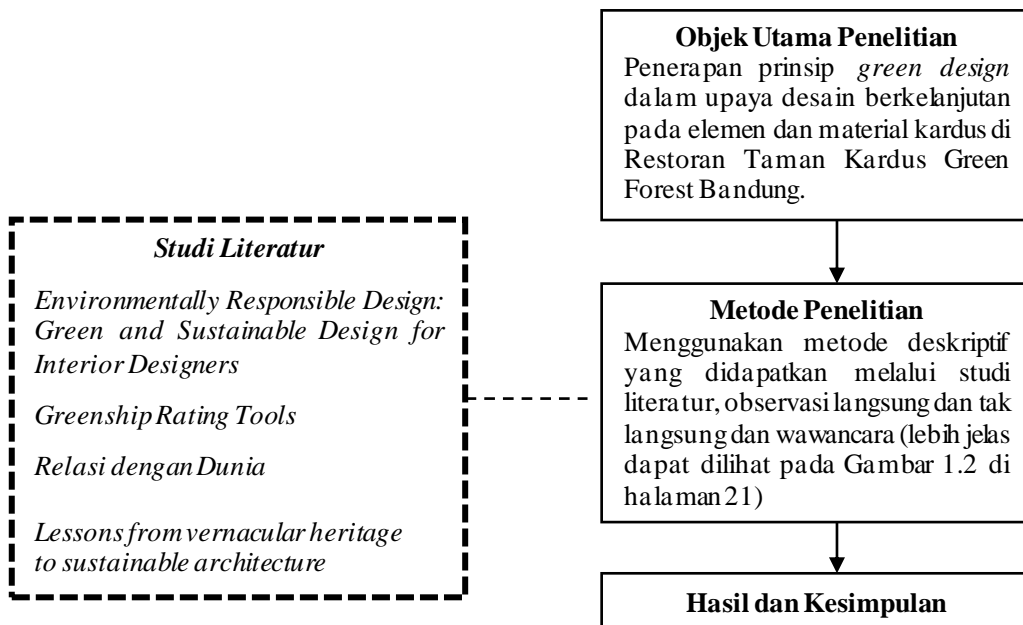 Objek Utama Penelitian
Penerapan prinsip green design
dalam upaya desain berkelanjutan
pada elemen dan material kardus di
Restoran Taman Kardus Green
Forest Bandung.
Studi Literatur
Environmentally Responsible Design:
Green and Sustainable Design for
Interior Designers
Greenship Rating Tools
Relasi dengan Dunia
Lessons from vernacular heritage
to sustainable architecture
Metode Penelitian
Menggunakan metode deskriptif
yang didapatkan melalui studi
literatur, observasi langsung dan tak
langsung dan wawancara (lebih jelas
dapat dilihat pada Gambar 1.2 di
halaman 21)
Hasil dan Kesimpulan